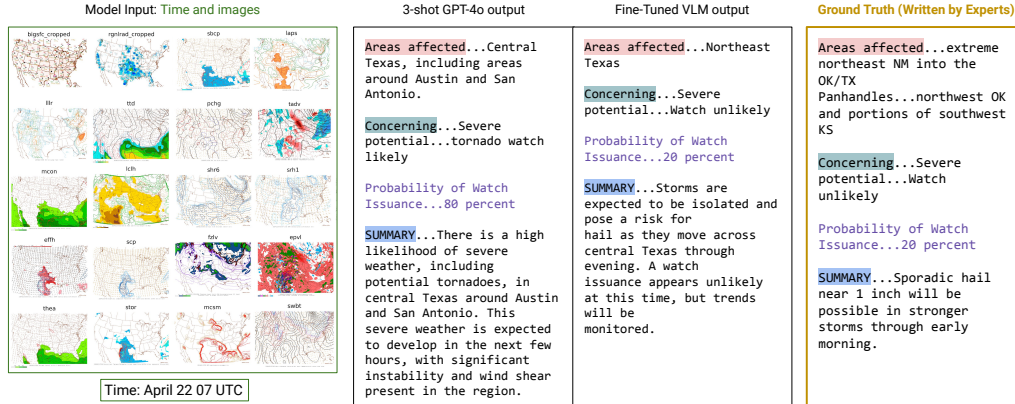 Model Input: Time and images
3-shot GPT-4o output
Fine-Tuned VLM output
Ground Truth (Written by Experts)
bigsfc_cropped
rgnlrad_cropped
sbcp
laps
lllr
ttd
pchg
tadv
mcon
lclh
shr6
srh1
effh
scp
fztv
epvl
thea
stor
mcsm
swbt
Time: April 22 07 UTC
Areas affected...Central
Texas, including areas
around Austin and San
Antonio.
Concerning...Severe
potential...tornado watch
likely
Probability of Watch
Issuance...80 percent
SUMMARY...There is a high
likelihood of severe
weather, including
potential tornadoes, in
central Texas around Austin
and San Antonio. This
severe weather is expected
to develop in the next few
hours, with significant
instability and wind shear
present in the region.
Areas affected...Northeast
Texas
Concerning...Severe
potential...Watch unlikely
Probability of Watch
Issuance...20 percent
SUMMARY...Storms are
expected to be isolated and
pose a risk for
hail as they move across
central Texas through
evening. A watch
issuance appears unlikely
at this time, but trends
will be
monitored.
Areas affected...extreme
northeast NM into the
OK/TX
Panhandles...northwest OK
and portions of southwest
KS
Concerning...Severe
potential...Watch
unlikely
Probability of Watch
Issuance...20 percent
SUMMARY...Sporadic hail
near 1 inch will be
possible in stronger
storms through early
morning.